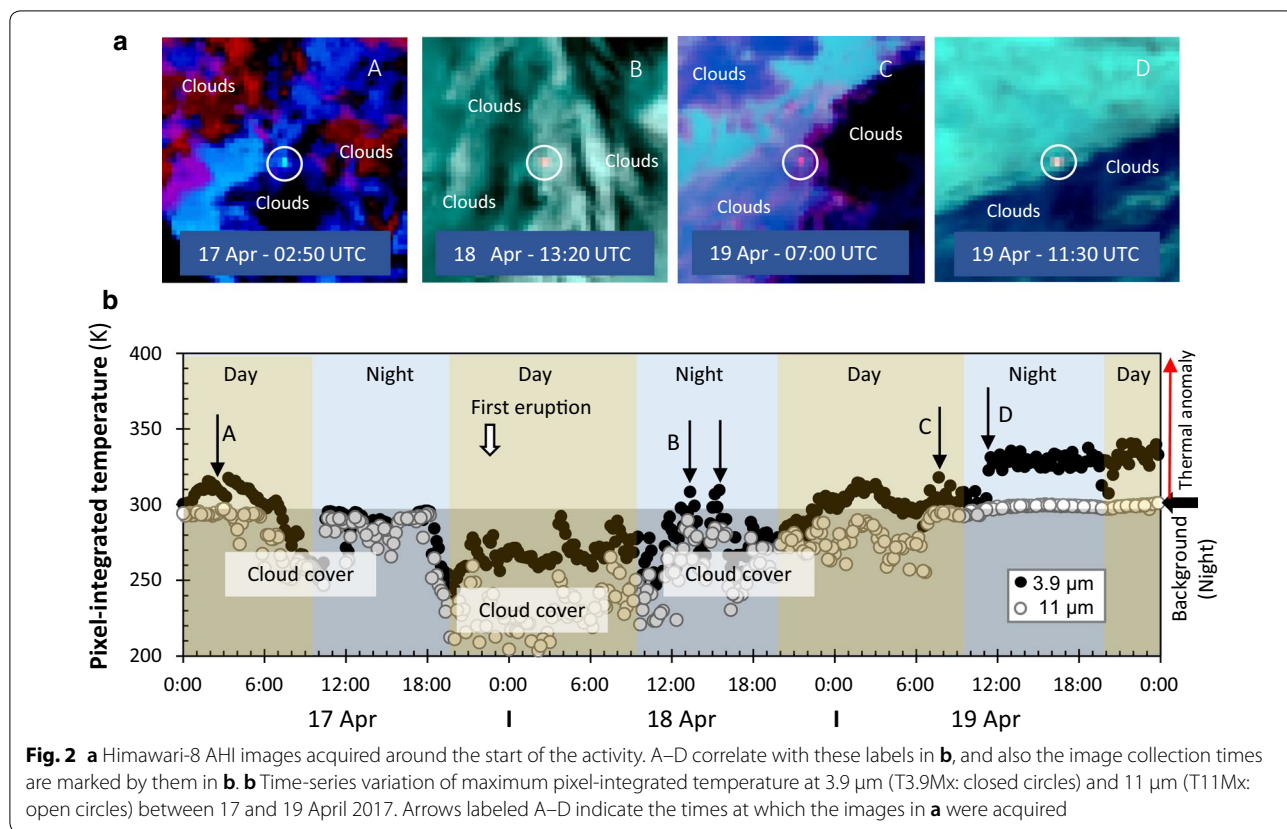 a
A
Clouds
Clouds
Clouds
17 Apr - 02:50 UTC
B
Clouds
Clouds
Clouds
18 Apr - 13:20 UTC
C
Clouds
Clouds
Clouds
19 Apr - 07:00 UTC
D
Clouds
Clouds
19 Apr - 11:30 UTC
b
Pixel-integrated temperature (K)
400
350
300
250
200
Day
Night
Day
Night
Day
Night
Day
First eruption
A
B
C
D
Cloud cover
Cloud cover
Cloud cover
3.9 µm
11 µm
Thermal anomaly
Background
(Night)
0:00 6:00 12:00 18:00 0:00 6:00 12:00 18:00 0:00 6:00 12:00 18:00 0:00
17 Apr I 18 Apr I 19 Apr
Fig. 2 a Himawari-8 AHI images acquired around the start of the activity. A–D correlate with these labels in b, and also the image collection times
are marked by them in b. b Time-series variation of maximum pixel-integrated temperature at 3.9 µm (T3.9Mx: closed circles) and 11 µm (T11Mx:
open circles) between 17 and 19 April 2017. Arrows labeled A–D indicate the times at which the images in a were acquired